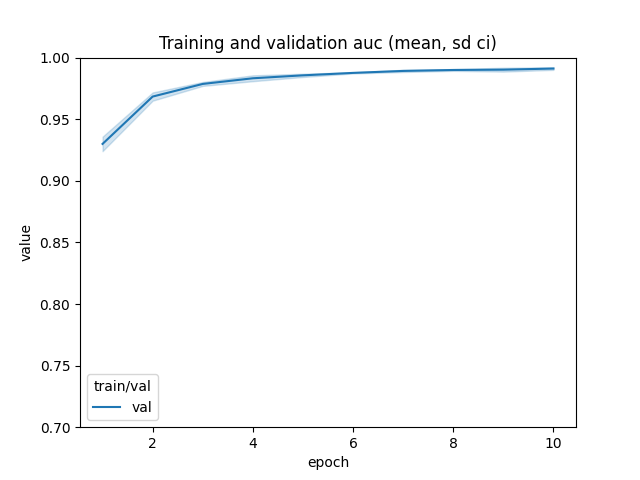 Training and validation auc (mean, sd ci)
1.00
0.95
0.90
0.85
0.80
0.75
0.70
value
train/val
val
2
4
6
8
10
epoch